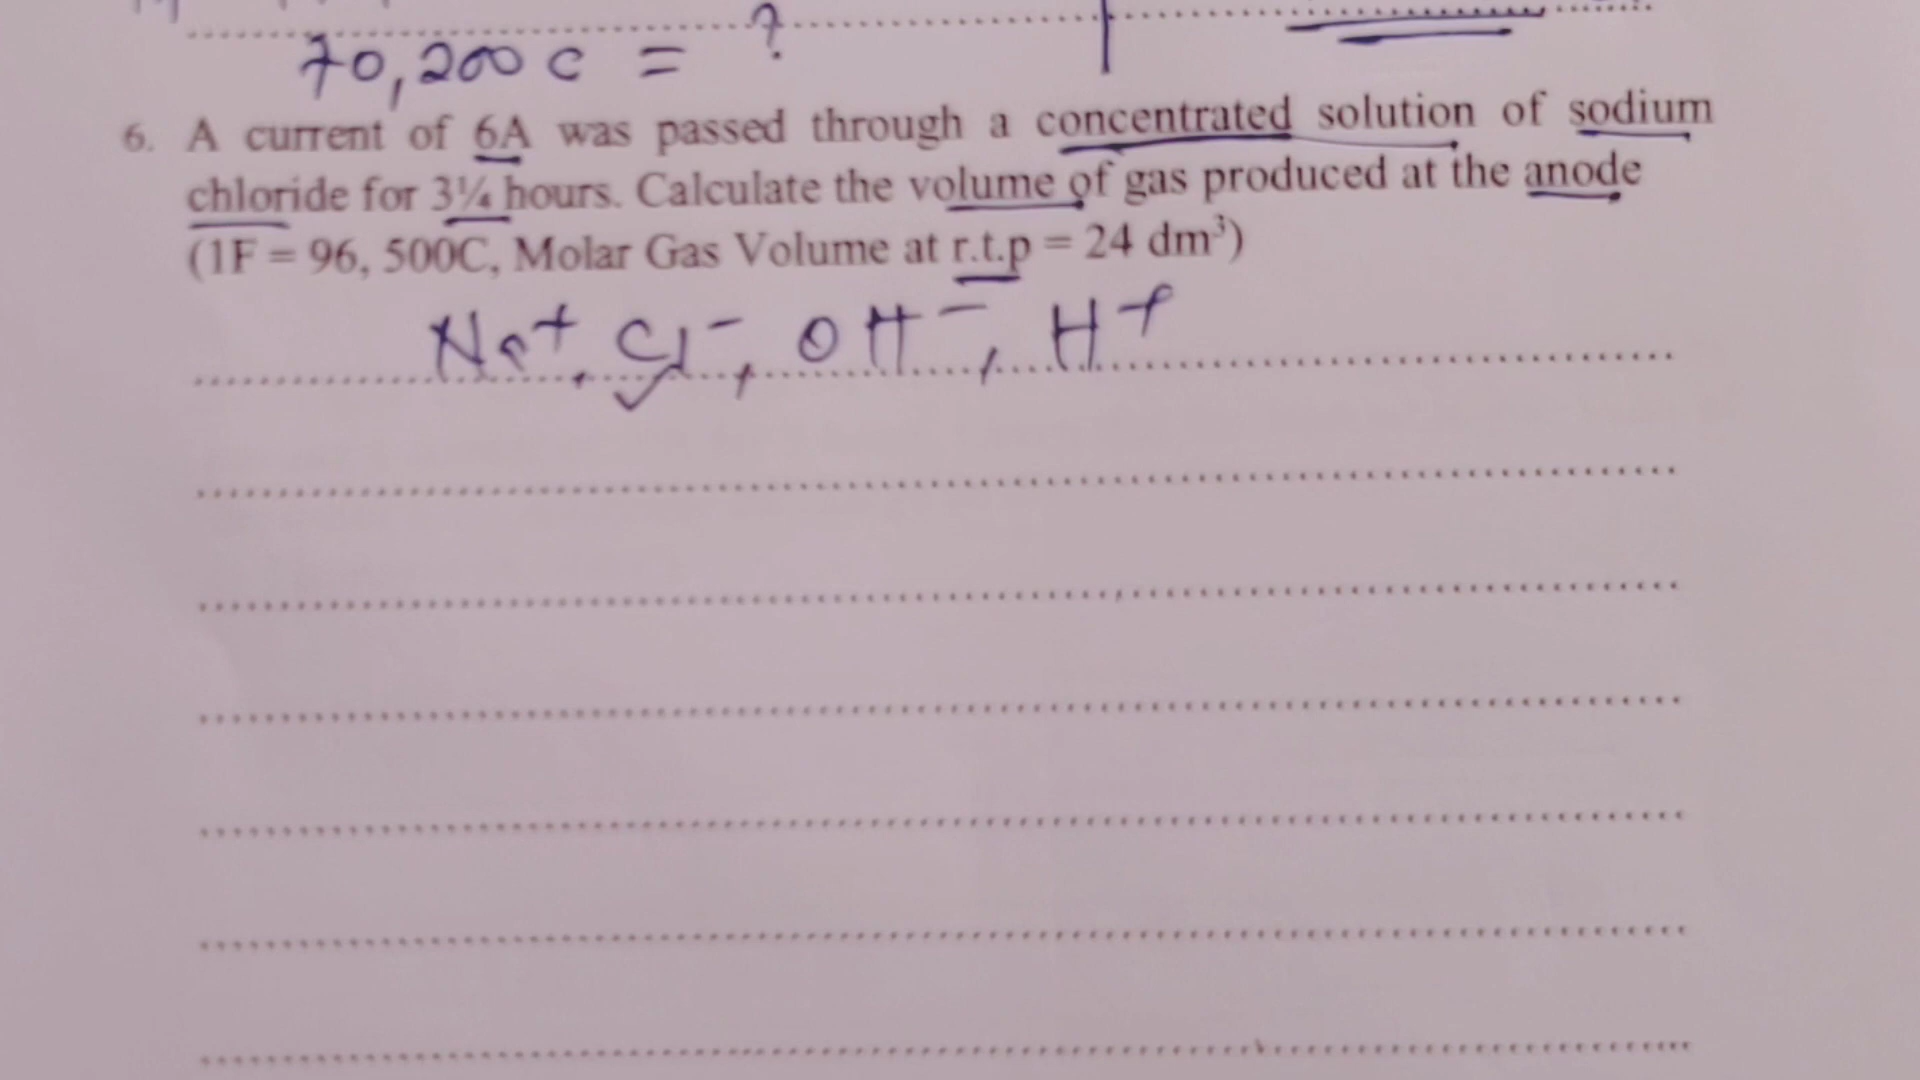 ?
70,200 C =
6. A current of 6A was passed through a concentrated solution of sodium
chloride for 3¼ hours. Calculate the volume of gas produced at the anode
(1F = 96, 500C, Molar Gas Volume at r.t.p = 24 dm³)
Na⁺, Cl⁻, OH⁻, H⁺